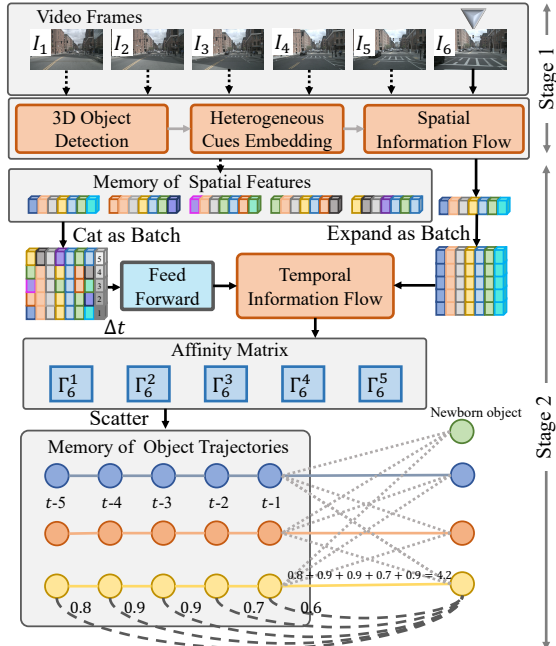 Video Frames
I1 I2 I3 I4 I5 I6
Stage 1
3D Object
Detection
Heterogeneous
Cues Embedding
Spatial
Information Flow
Memory of Spatial Features
Cat as Batch
Expand as Batch
5
4
3
2
1
Δt
Feed
Forward
Temporal
Information Flow
Affinity Matrix
Γ₆¹ Γ₆² Γ₆³ Γ₆⁴ Γ₆⁵
Scatter
Stage 2
Newborn object
Memory of Object Trajectories
t-5 t-4 t-3 t-2 t-1
0.8 + 0.9 + 0.9 + 0.7 + 0.9 = 4.2
0.8 0.9 0.9 0.7 0.6